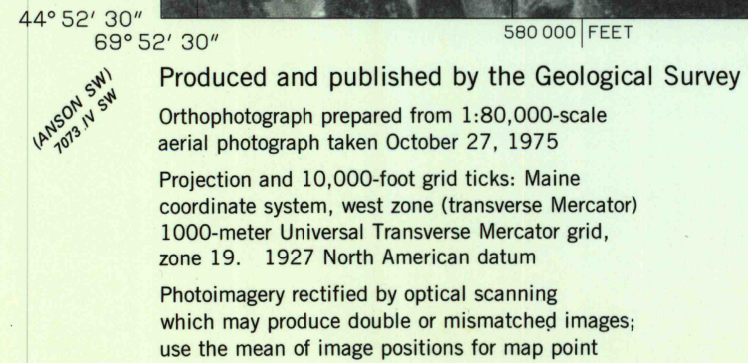 44° 52′ 30″
69° 52′ 30″
580 000 FEET
(ANSON SW)
7073 IV SW
Produced and published by the Geological Survey
Orthophotograph prepared from 1:80,000-scale
aerial photograph taken October 27, 1975
Projection and 10,000-foot grid ticks: Maine
coordinate system, west zone (transverse Mercator)
1000-meter Universal Transverse Mercator grid,
zone 19. 1927 North American datum
Photoimagery rectified by optical scanning
which may produce double or mismatched images;
use the mean of image positions for map point